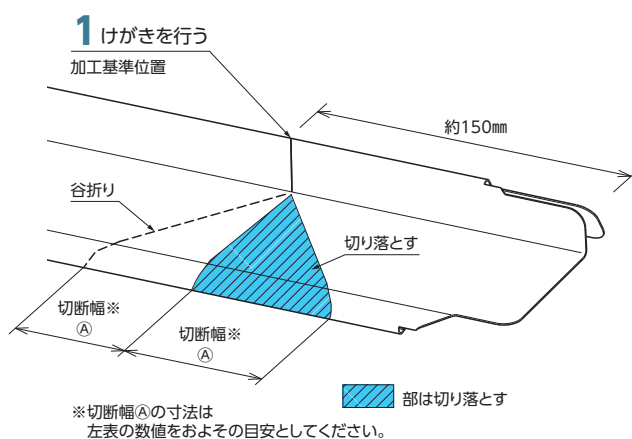 1 けがきを行う
加工基準位置
約150㎜
谷折り
切り落とす
切断幅※
Ⓐ
切断幅※
Ⓐ
部は切り落とす
※切断幅Ⓐの寸法は
左表の数値をおよその目安としてください。